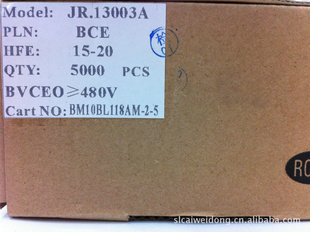 Model: JR.13003A
PLN: BCE
HFE: 15-20
QTY: 5000 PCS
BVCEO≥480V
Cart NO: BM10BL118AM-2-5
slcaiweidong.cn.alibaba.com